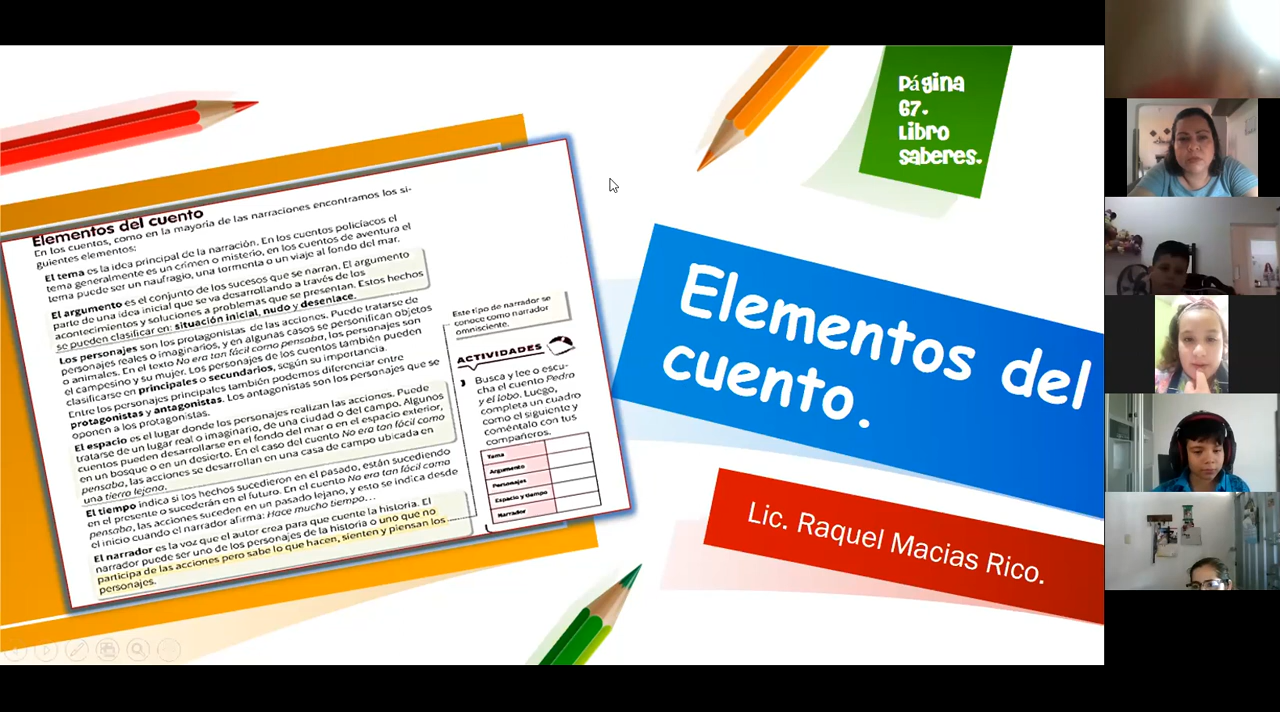 Página
67.
Libro
saberes.
Elementos del cuento
En los cuentos, como en la mayoría de las narraciones encontramos los si-
guientes elementos:
El tema es la idea principal de la narración. En los cuentos policíacos el
tema generalmente es un crimen o misterio, en los cuentos de aventura el
tema puede ser un naufragio, una tormenta o un viaje al fondo del mar.
El argumento es el conjunto de los sucesos que se narran. El argumento
parte de una idea inicial que se va desarrollando a través de los
acontecimientos y soluciones a problemas que se presentan. Estos hechos
se pueden clasificar en: situación inicial, nudo y desenlace.
Los personajes son los protagonistas de las acciones. Puede tratarse de
personajes reales o imaginarios, y en algunas casos se personifican objetos
o animales. En el texto No era tan fácil como pensaba, los personajes son
el campesino y su mujer. Los personajes de los cuentos también pueden
clasificarse en principales o secundarios, según su importancia.
Entre los personajes principales también podemos diferenciar entre
protagonistas y antagonistas. Los antagonistas son los personajes que se
oponen a los protagonistas.
El espacio es el lugar donde los personajes realizan las acciones. Puede
tratarse de un lugar real o imaginario, de una ciudad o del campo. Algunos
cuentos pueden desarrollarse en el fondo del mar o en el espacio exterior,
en un bosque o en un desierto. En el caso del cuento No era tan fácil como
pensaba, las acciones se desarrollan en una casa de campo ubicada en
una tierra lejana.
El tiempo indica si los hechos sucedieron en el pasado, están sucediendo
en el presente o sucederán en el futuro. En el cuento No era tan fácil como
pensaba, las acciones suceden en un pasado lejano, y esto se indica desde
el inicio cuando el narrador afirma: Hace mucho tiempo...
El narrador es la voz que el autor crea para que cuente la historia. El
narrador puede ser uno de los personajes de la historia o uno que no
participa de las acciones pero sabe lo que hacen, sienten y piensan los
personajes.
Este tipo de narrador se
conoce como narrador
omnisciente.
ACTIVIDADES
Busca y lee o escu-
cha el cuento Pedro
y el lobo. Luego,
completa un cuadro
como el siguiente y
coméntalo con tus
compañeros.
Tema
Argumento
Personajes
Espacio y tiempo
Narrador
Elementos del
cuento.
Lic. Raquel Macias Rico.